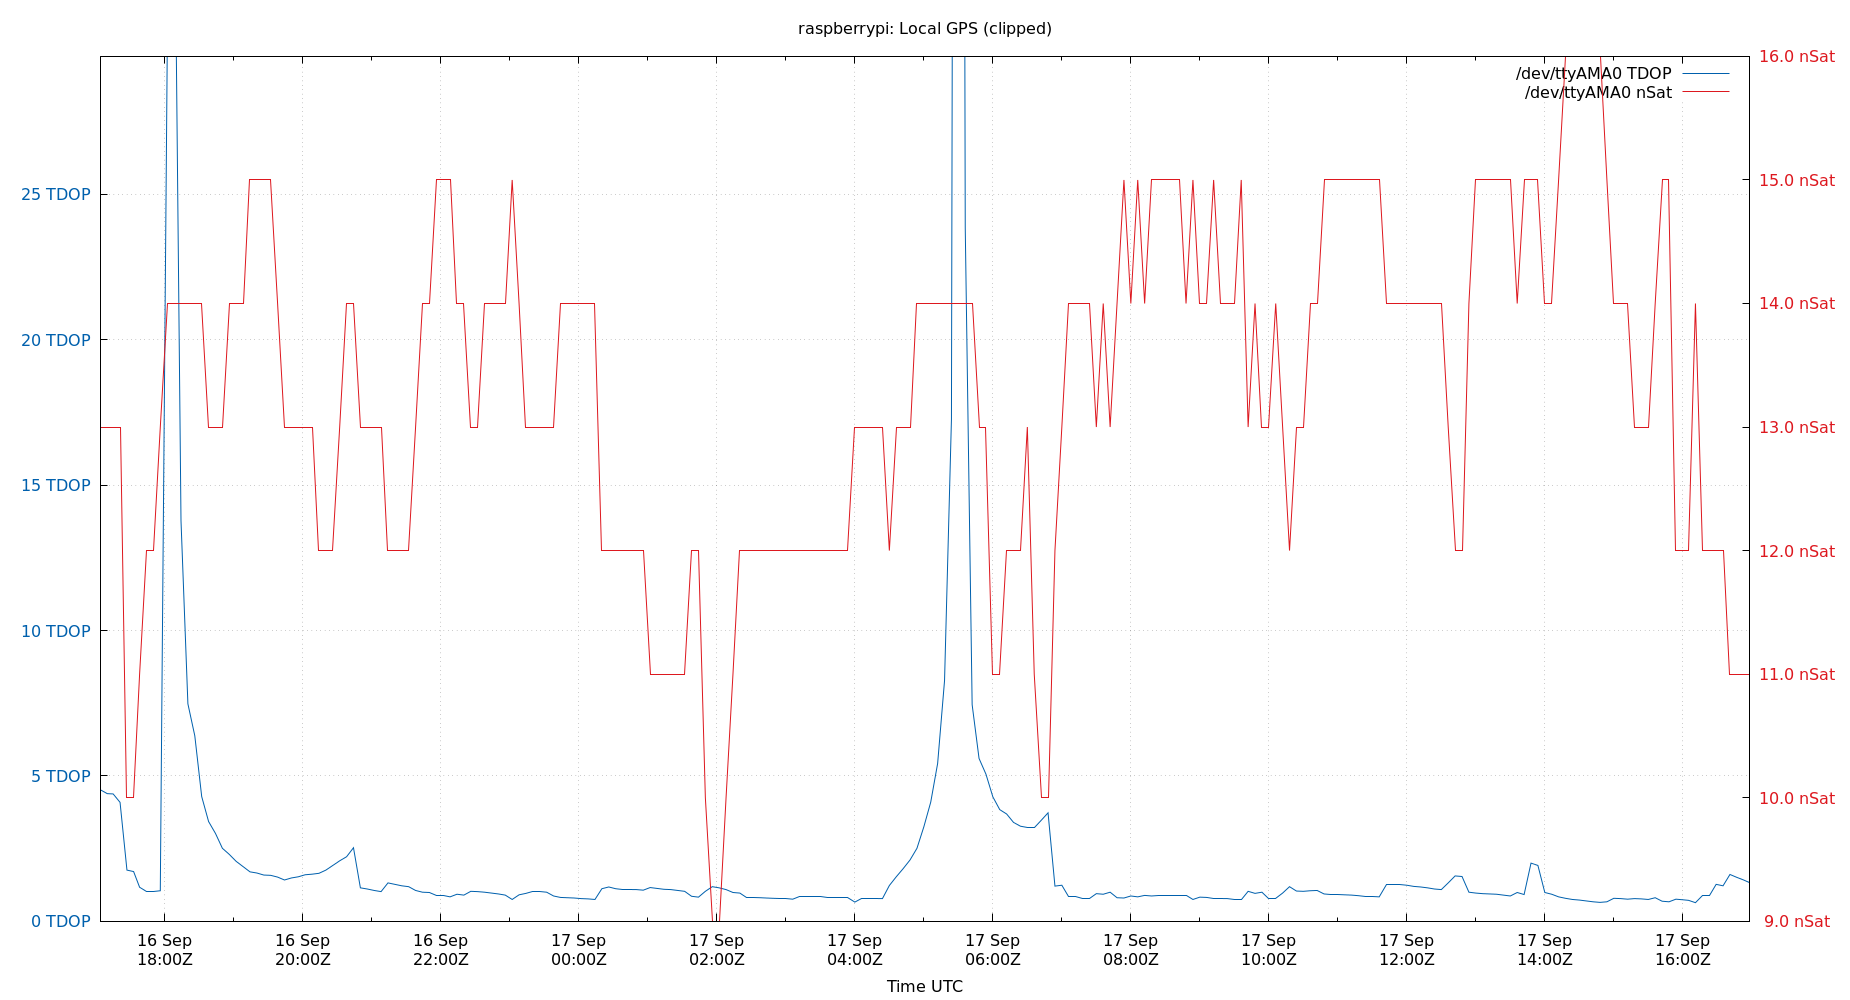 raspberrypi: Local GPS (clipped)
/dev/ttyAMA0 TDOP
/dev/ttyAMA0 nSat
25 TDOP
20 TDOP
15 TDOP
10 TDOP
5 TDOP
0 TDOP
16.0 nSat
15.0 nSat
14.0 nSat
13.0 nSat
12.0 nSat
11.0 nSat
10.0 nSat
9.0 nSat
16 Sep 16 Sep 16 Sep 17 Sep 17 Sep 17 Sep 17 Sep 17 Sep 17 Sep 17 Sep 17 Sep 17 Sep
18:00Z 20:00Z 22:00Z 00:00Z 02:00Z 04:00Z 06:00Z 08:00Z 10:00Z 12:00Z 14:00Z 16:00Z
Time UTC